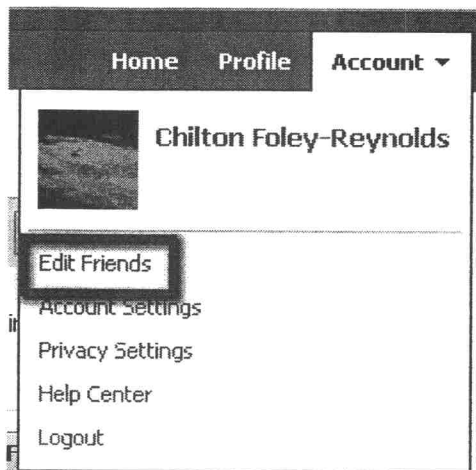 Home Profile Account
Chilton Foley-Reynolds
Edit Friends
Account Settings
Privacy Settings
Help Center
Logout